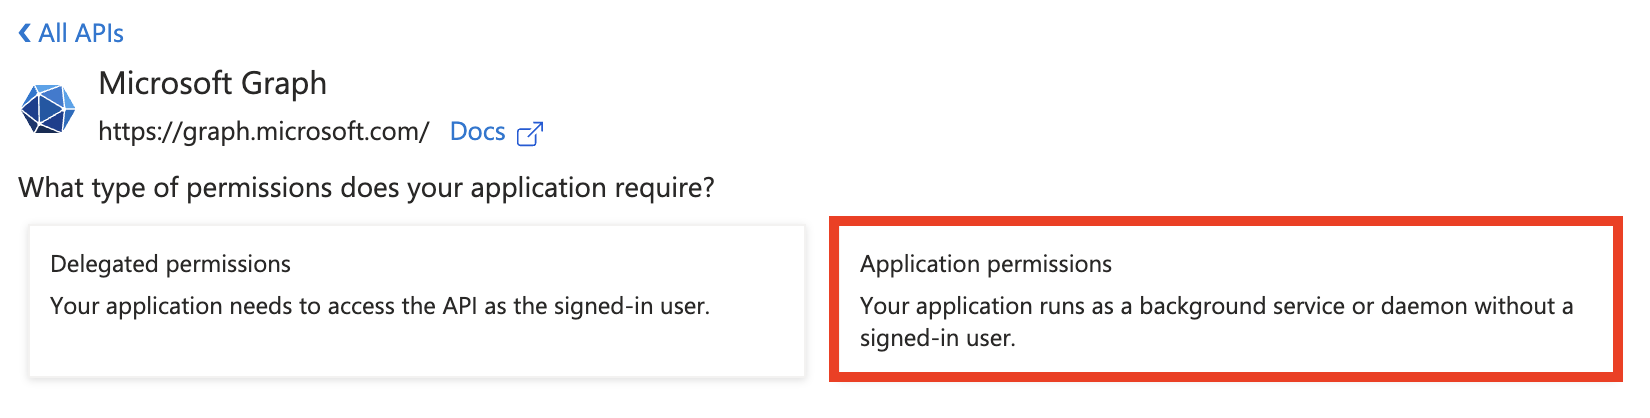 All APIs
Microsoft Graph
https://graph.microsoft.com/ Docs
What type of permissions does your application require?
Delegated permissions
Your application needs to access the API as the signed-in user.
Application permissions
Your application runs as a background service or daemon without a
signed-in user.